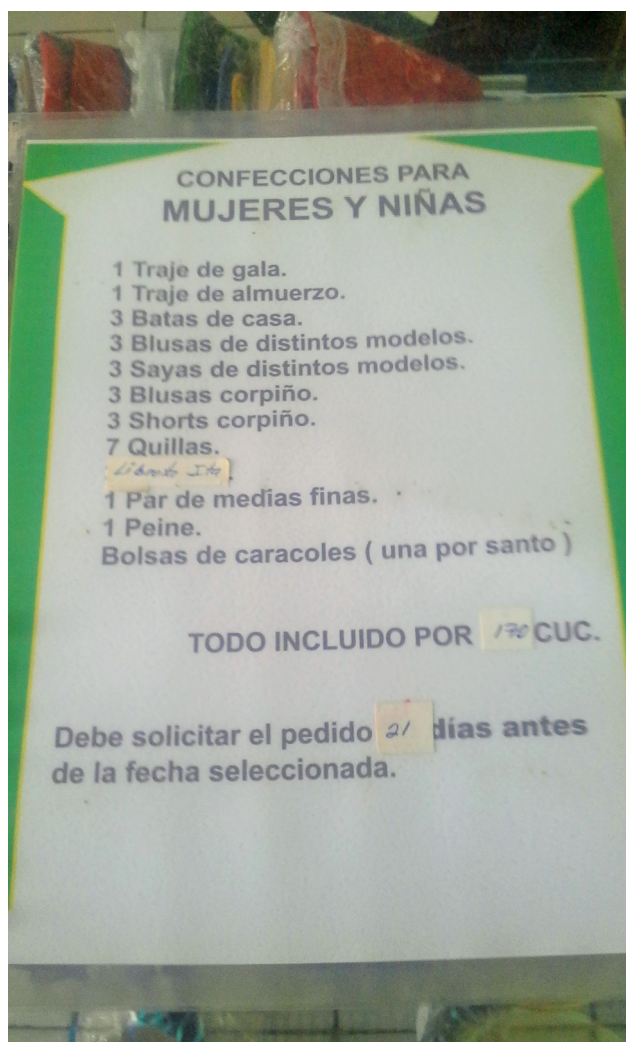 CONFECCIONES PARA
MUJERES Y NIÑAS
1 Traje de gala.
1 Traje de almuerzo.
3 Batas de casa.
3 Blusas de distintos modelos.
3 Sayas de distintos modelos.
3 Blusas corpiño.
3 Shorts corpiño.
7 Quillas.
1 Par de medias finas.
1 Peine.
Bolsas de caracoles ( una por santo )
TODO INCLUIDO POR 170 CUC.
Debe solicitar el pedido 21 días antes
de la fecha seleccionada.